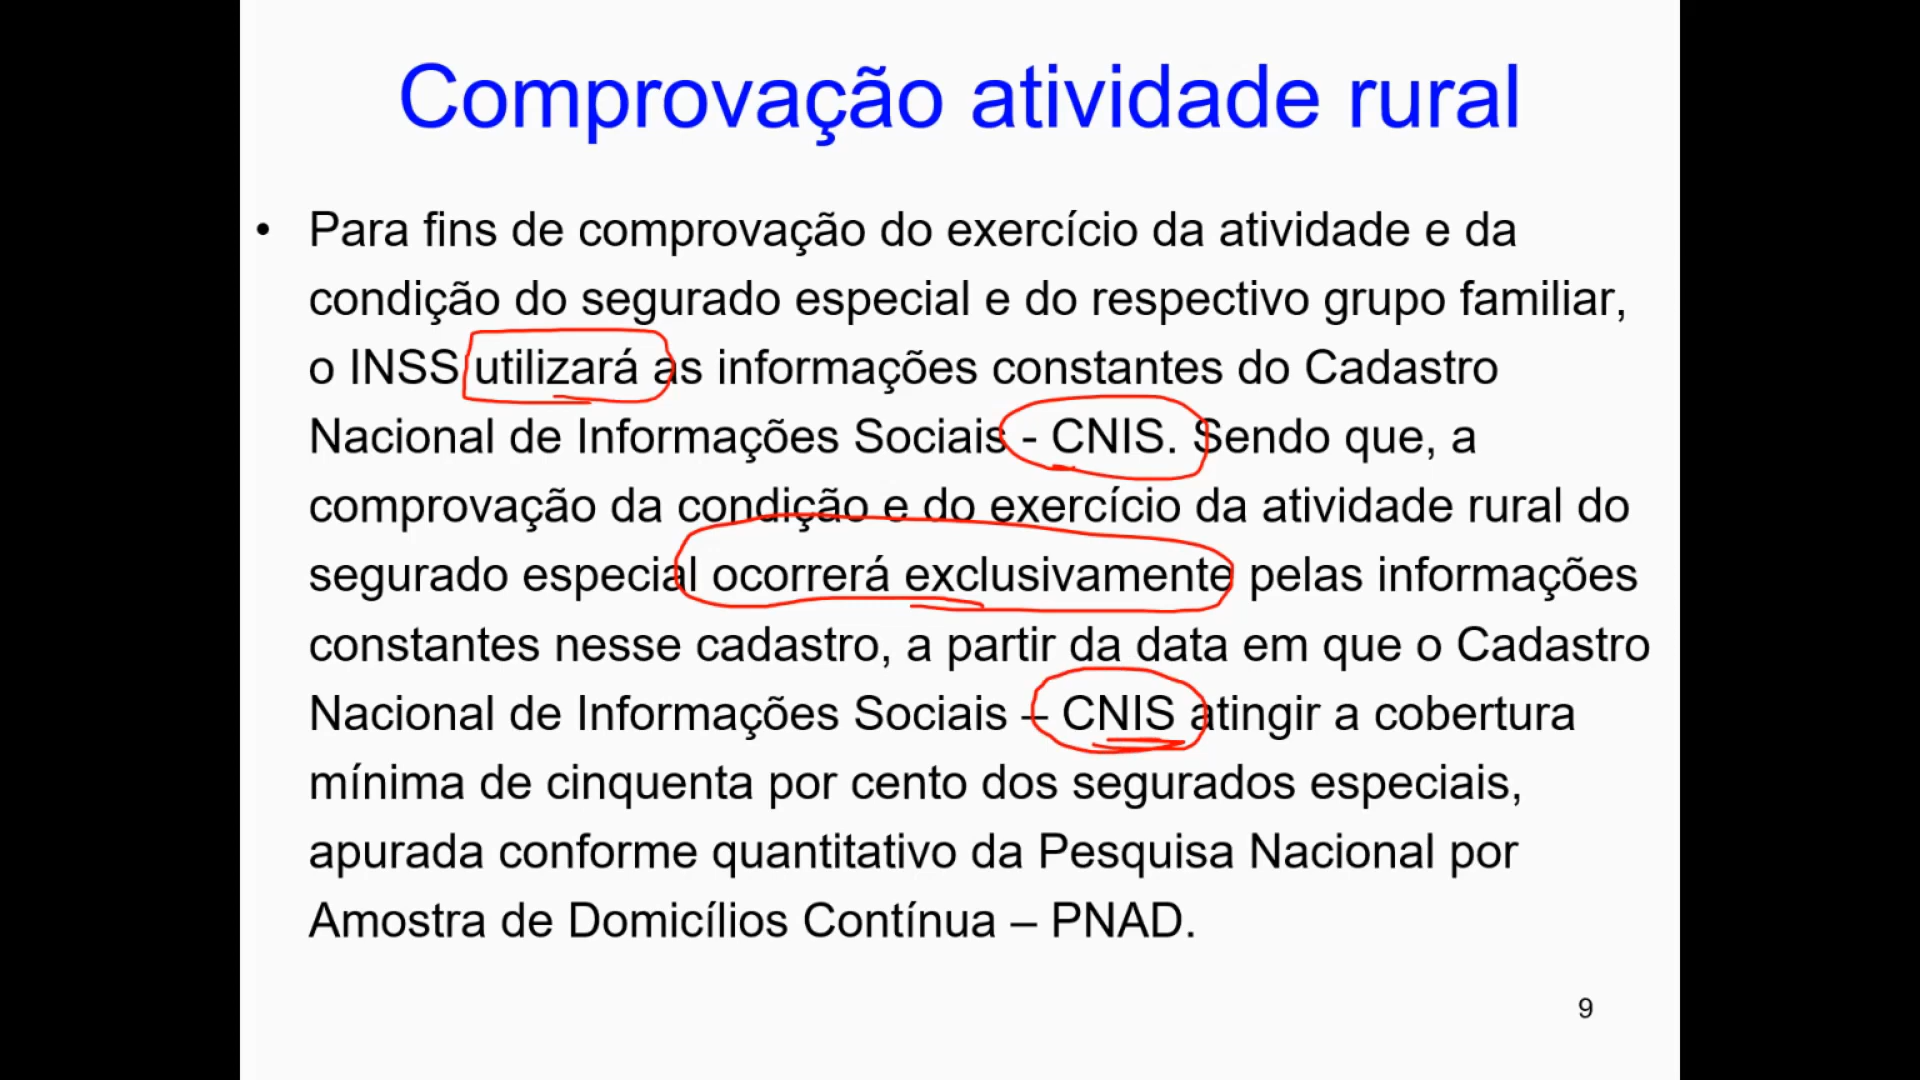 Comprovação atividade rural
• Para fins de comprovação do exercício da atividade e da
condição do segurado especial e do respectivo grupo familiar,
o INSS utilizará as informações constantes do Cadastro
Nacional de Informações Sociais - CNIS. Sendo que, a
comprovação da condição e do exercício da atividade rural do
segurado especial ocorrerá exclusivamente pelas informações
constantes nesse cadastro, a partir da data em que o Cadastro
Nacional de Informações Sociais – CNIS atingir a cobertura
mínima de cinquenta por cento dos segurados especiais,
apurada conforme quantitativo da Pesquisa Nacional por
Amostra de Domicílios Contínua – PNAD.
9